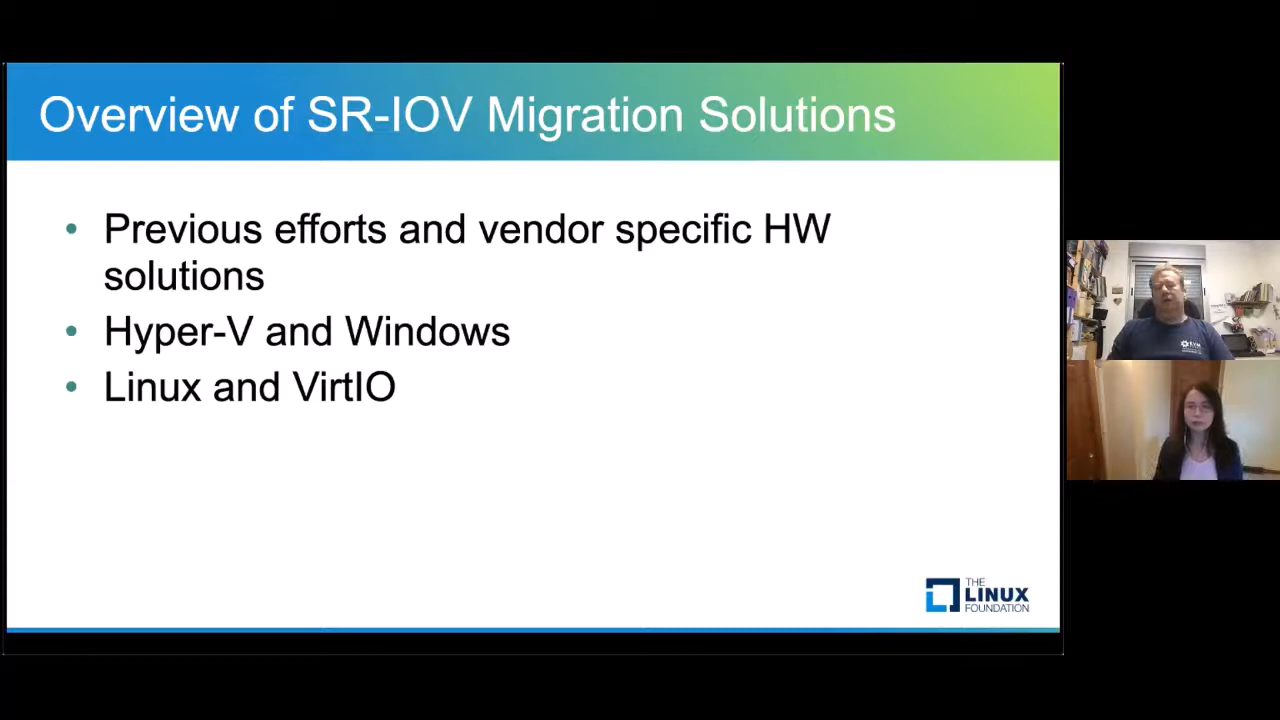 Overview of SR-IOV Migration Solutions
• Previous efforts and vendor specific HW
solutions
• Hyper-V and Windows
• Linux and VirtIO
THE
LINUX
FOUNDATION